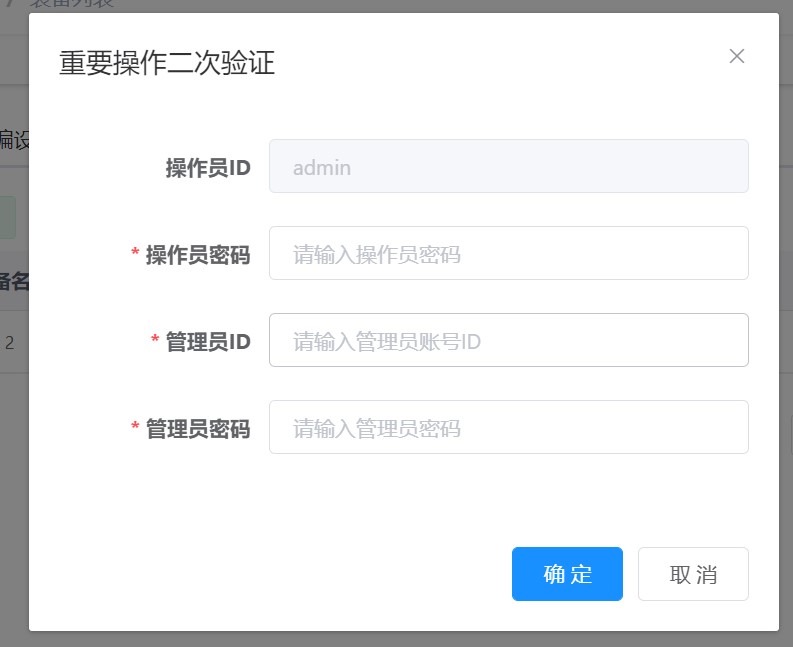 重要操作二次验证
操作员ID admin
* 操作员密码 请输入操作员密码
* 管理员ID 请输入管理员账号ID
* 管理员密码 请输入管理员密码
确 定 取 消
编设
备名
2